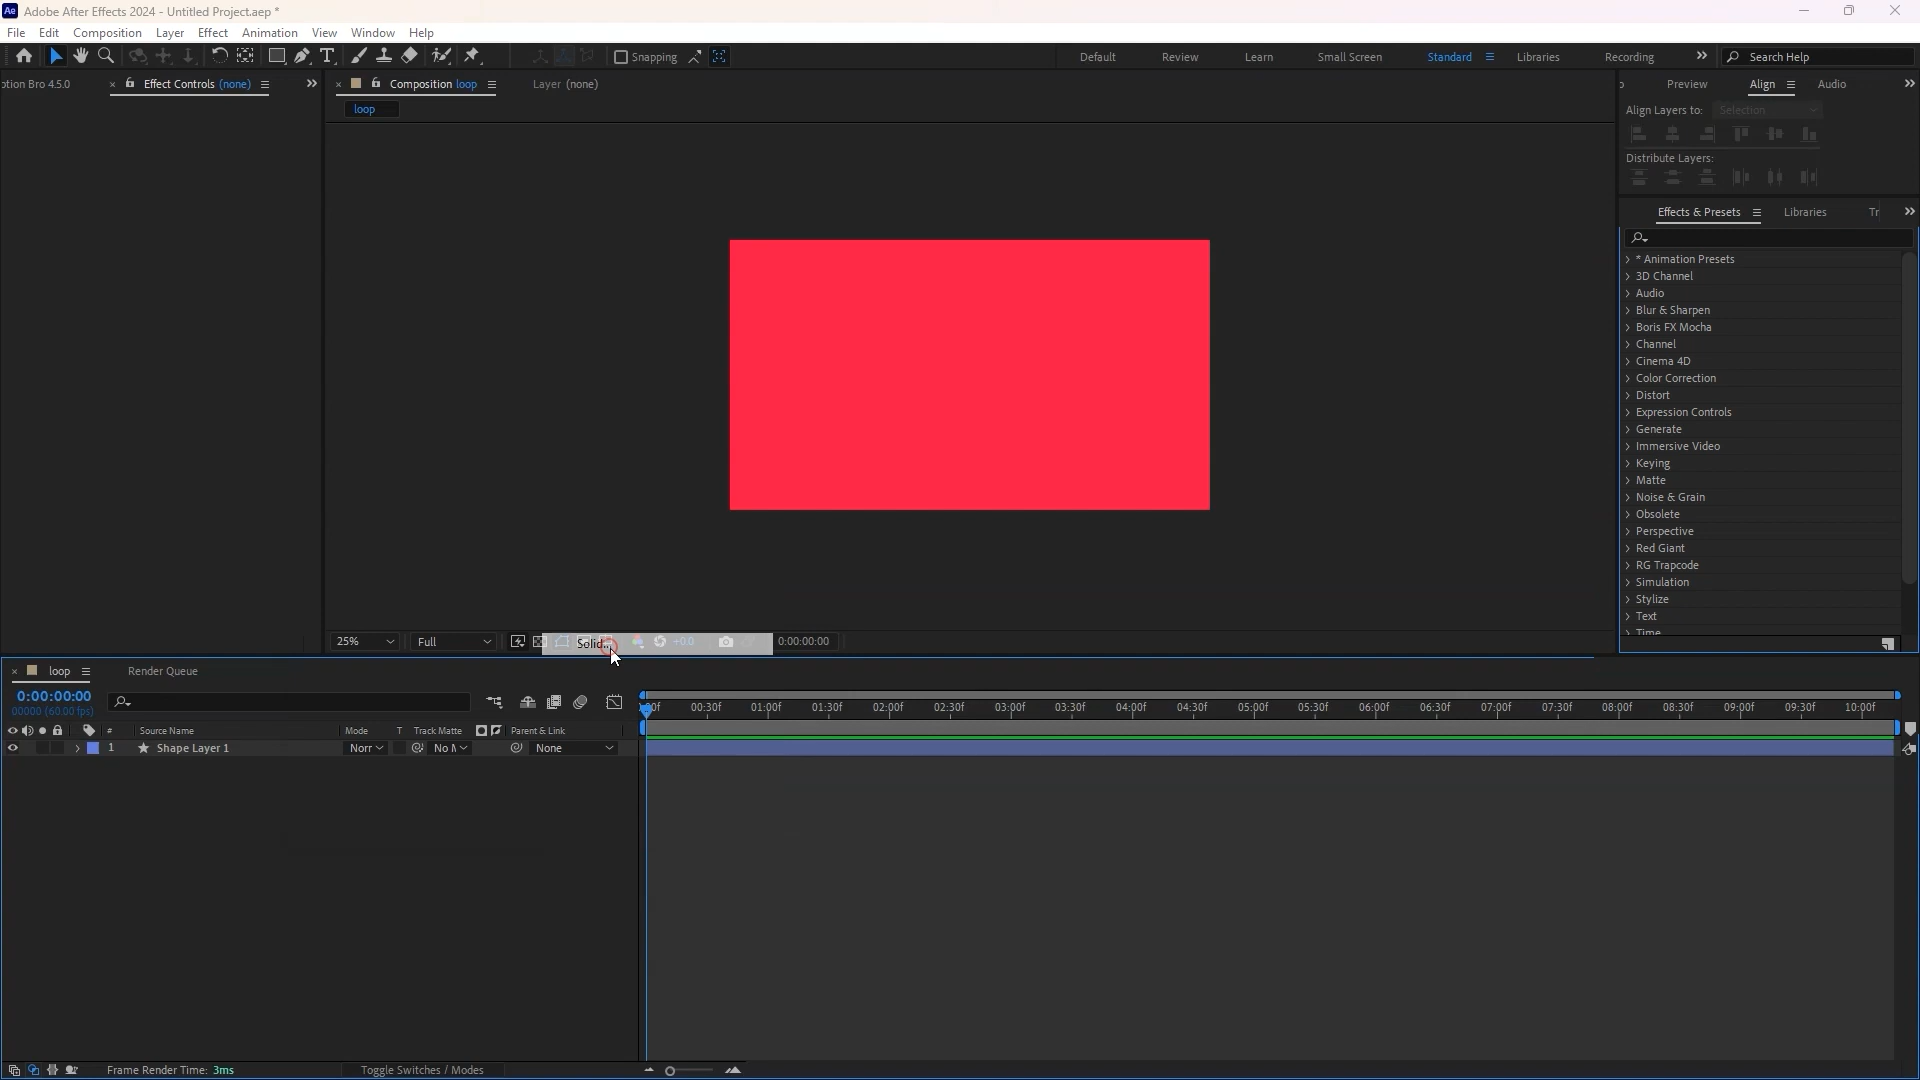 Ae Adobe After Effects 2024 - Untitled Project.aep *
File Edit Composition Layer Effect Animation View Window Help
Snapping Default Review Learn Small Screen Standard Libraries Recording Search Help
otion Bro 4.5.0 Effect Controls (none) Composition loop Layer (none) Preview Align Audio
loop
Align Layers to: Selection
Distribute Layers:
Effects & Presets Libraries Tr
* Animation Presets
3D Channel
Audio
Blur & Sharpen
Boris FX Mocha
Channel
Cinema 4D
Color Correction
Distort
Expression Controls
Generate
Immersive Video
Keying
Matte
Noise & Grain
Obsolete
Perspective
Red Giant
RG Trapcode
Simulation
Stylize
Text
Time
25% Full Solid... +0.0 0:00:00:00
loop Render Queue
0:00:00:00
00000 (60.00 fps)
00f 00:30f 01:00f 01:30f 02:00f 02:30f 03:00f 03:30f 04:00f 04:30f 05:00f 05:30f 06:00f 06:30f 07:00f 07:30f 08:00f 08:30f 09:00f 09:30f 10:00f
# Source Name Mode T Track Matte Parent & Link
1 Shape Layer 1 Norr No M None
Frame Render Time: 3ms Toggle Switches / Modes